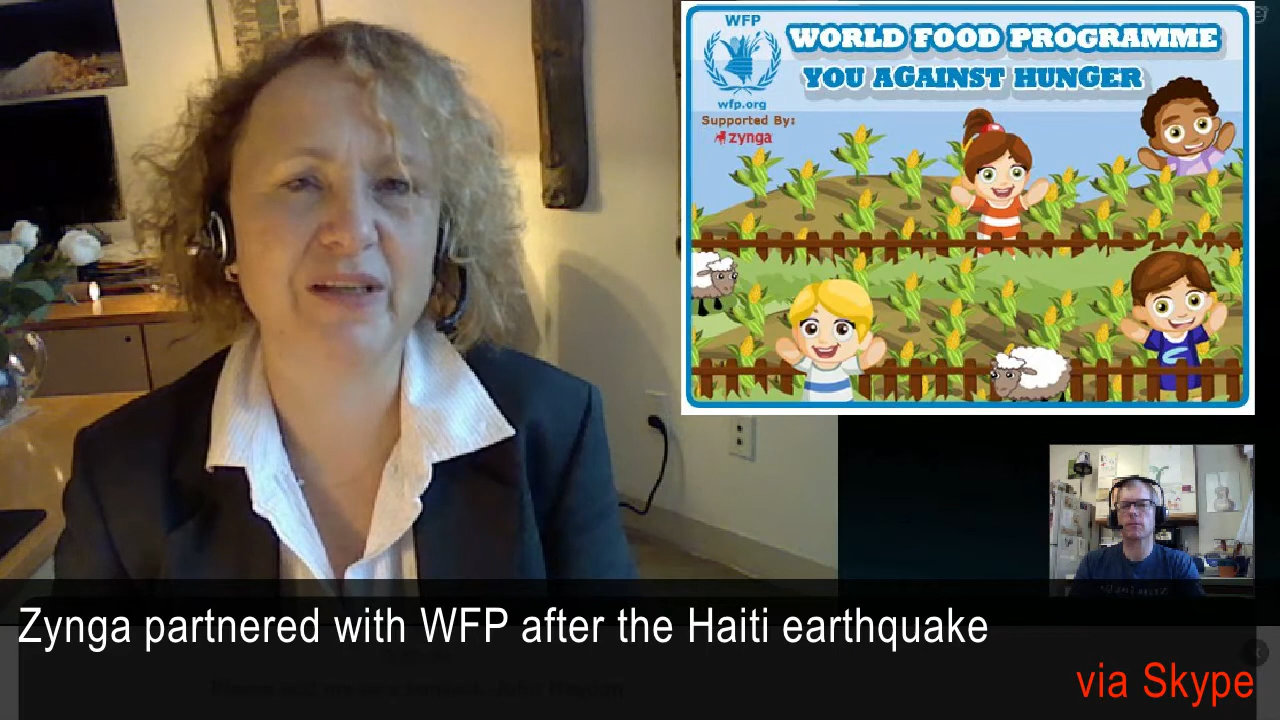 WFP
WORLD FOOD PROGRAMME
YOU AGAINST HUNGER
wfp.org
Supported By:
zynga
Zynga partnered with WFP after the Haiti earthquake
via Skype